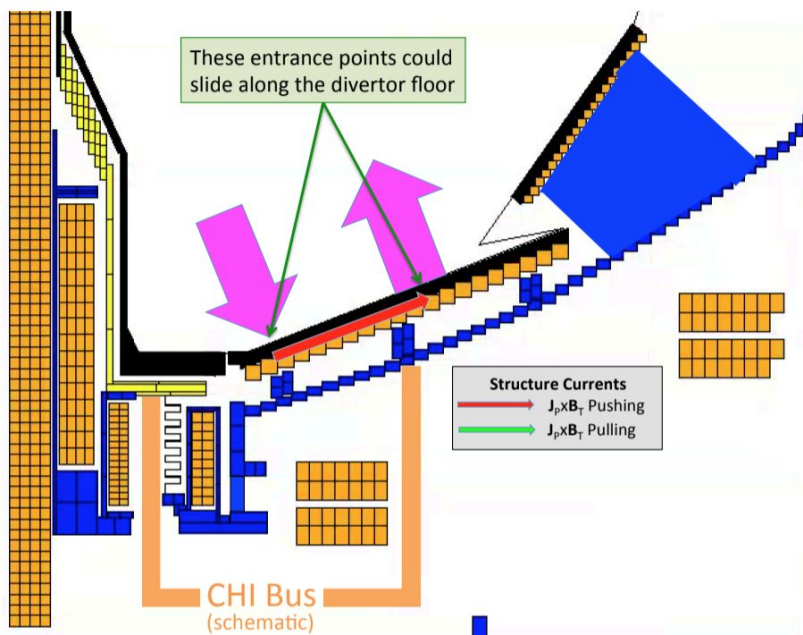 These entrance points could
slide along the divertor floor
Structure Currents
JPxBT Pushing
JPxBT Pulling
CHI Bus
(schematic)